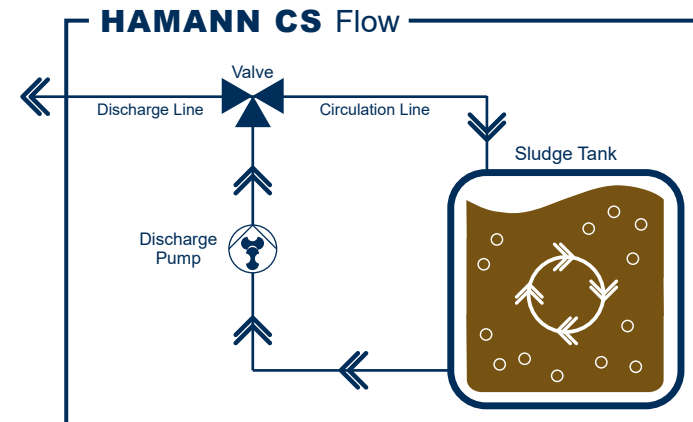 HAMANN CS Flow
Valve
Discharge Line
Circulation Line
Sludge Tank
Discharge
Pump